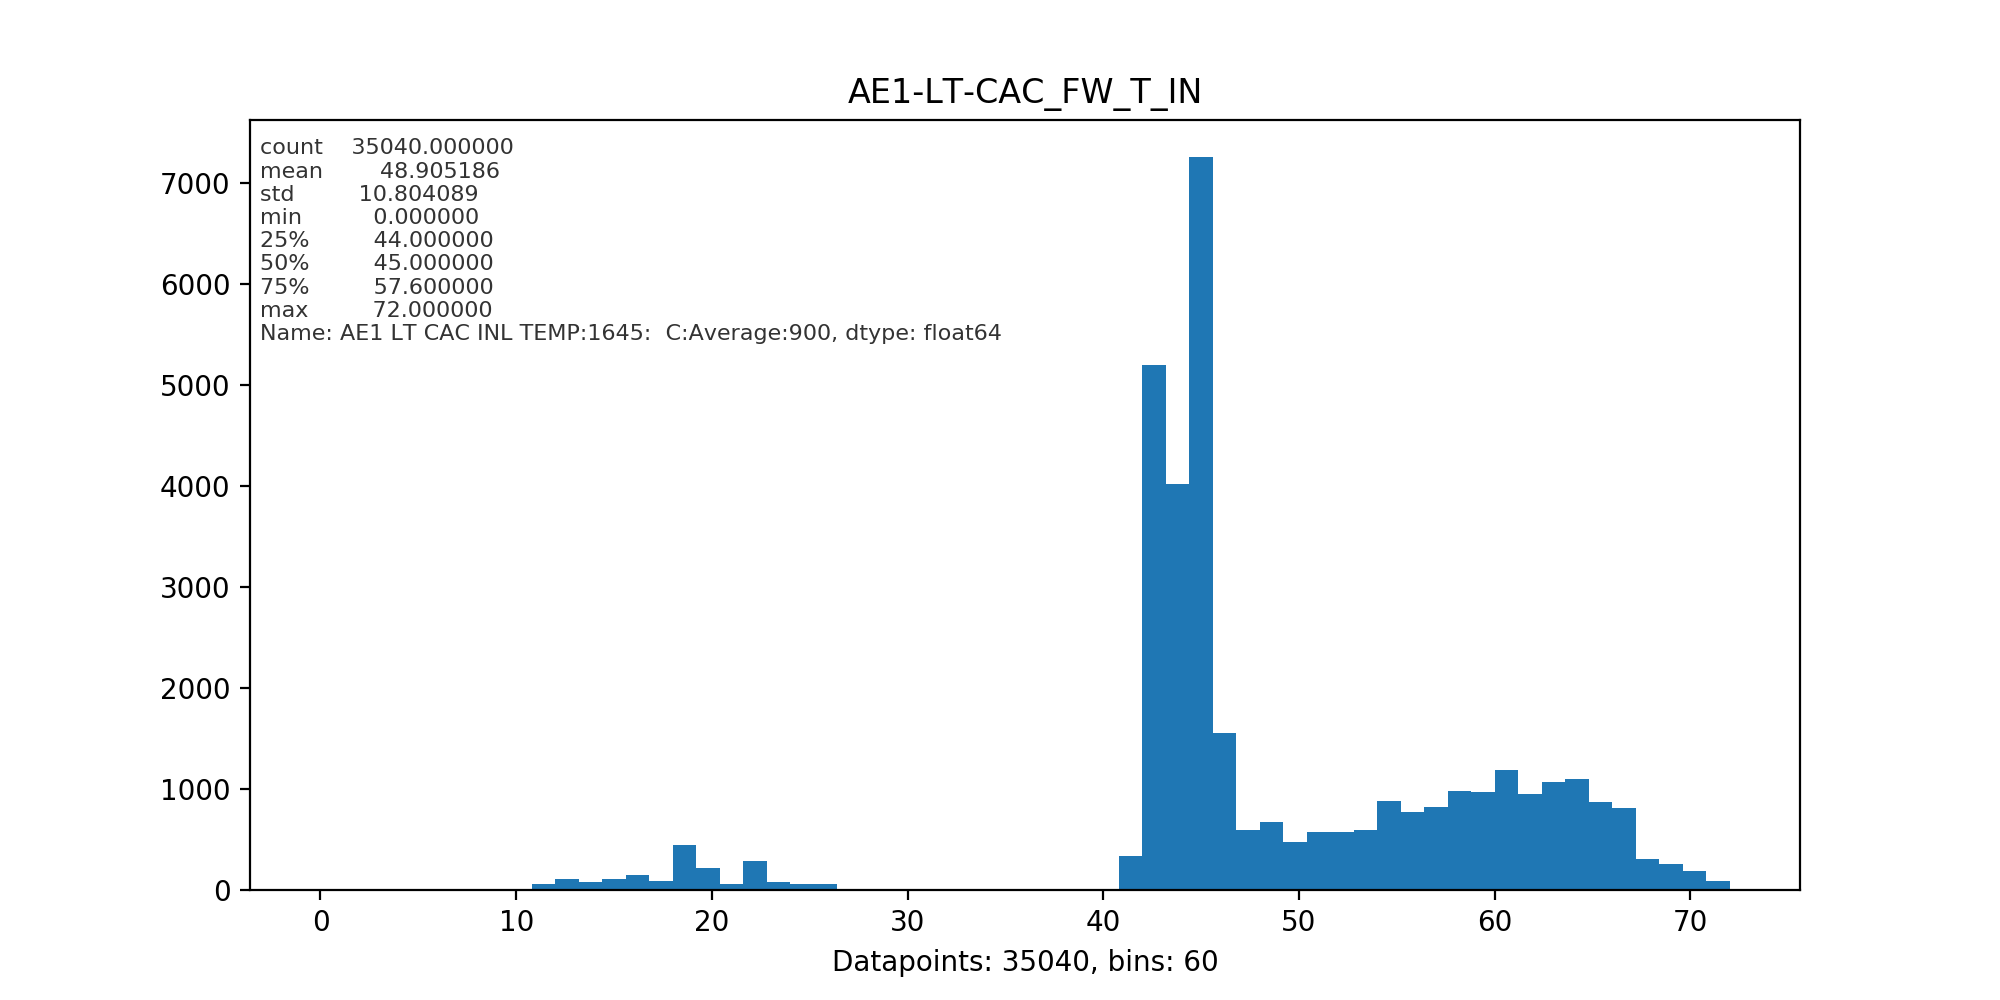 AE1-LT-CAC_FW_T_IN
count 35040.000000
mean 48.905186
std 10.804089
min 0.000000
25% 44.000000
50% 45.000000
75% 57.600000
max 72.000000
Name: AE1 LT CAC INL TEMP:1645:  C:Average:900, dtype: float64
7000
6000
5000
4000
3000
2000
1000
0
0 10 20 30 40 50 60 70
Datapoints: 35040, bins: 60